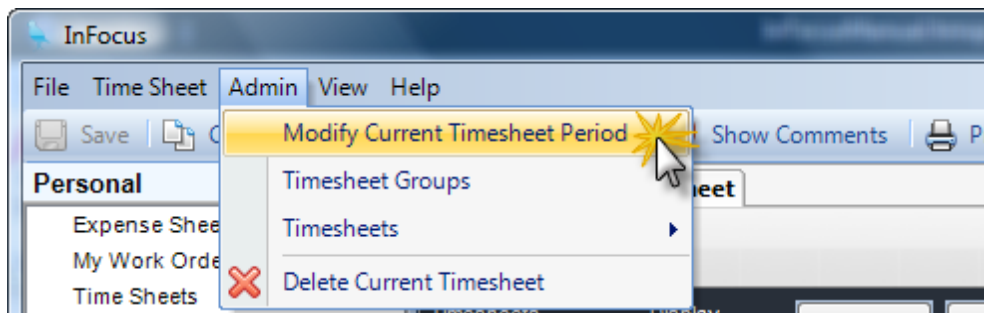 InFocus
File Time Sheet Admin View Help
Save Show Comments
Modify Current Timesheet Period
Personal
Timesheet Groups
Expense Shee
Timesheets
My Work Orde
Delete Current Timesheet
Time Sheets